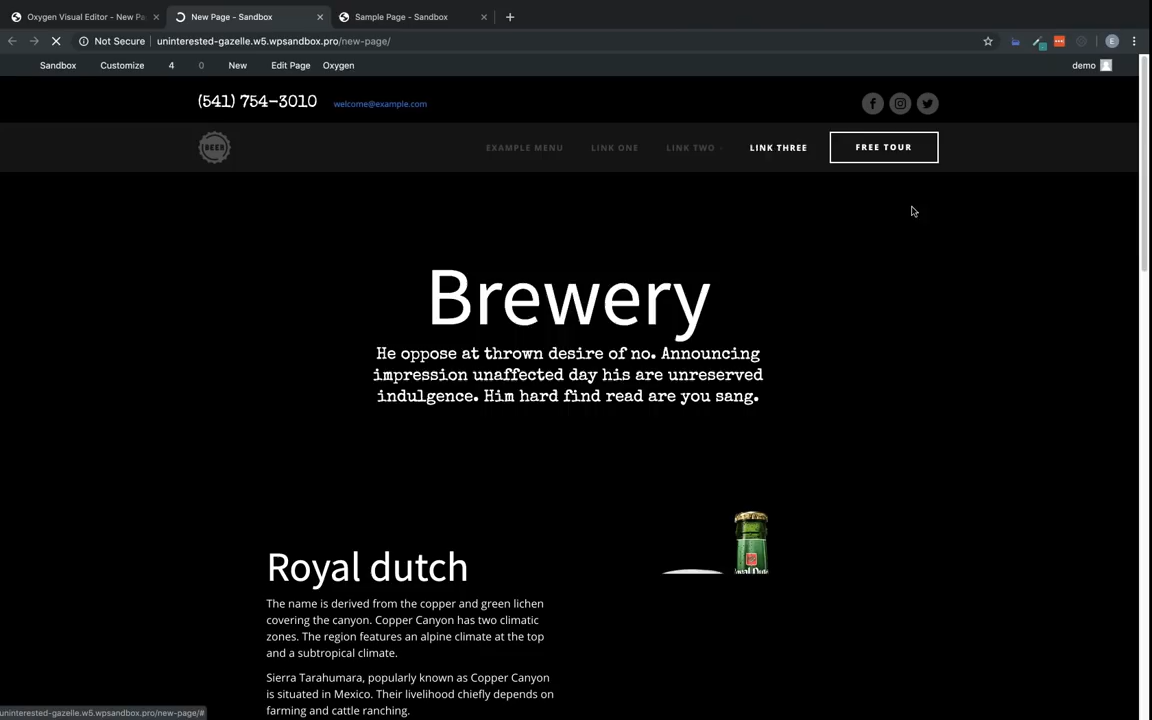 Oxygen Visual Editor - New Pa
New Page - Sandbox
Sample Page - Sandbox
Not Secure
uninterested-gazelle.w5.wpsandbox.pro/new-page/
E
Sandbox
Customize
4
0
New
Edit Page
Oxygen
demo
(541) 754-3010
welcome@example.com
BEER
EXAMPLE MENU
LINK ONE
LINK TWO
LINK THREE
FREE TOUR
Brewery
He oppose at thrown desire of no. Announcing
impression unaffected day his are unreserved
indulgence. Him hard find read are you sang.
Royal dutch
The name is derived from the copper and green lichen
covering the canyon. Copper Canyon has two climatic
zones. The region features an alpine climate at the top
and a subtropical climate.
Sierra Tarahumara, popularly known as Copper Canyon
is situated in Mexico. Their livelihood chiefly depends on
farming and cattle ranching.
uninterested-gazelle.w5.wpsandbox.pro/new-page/#